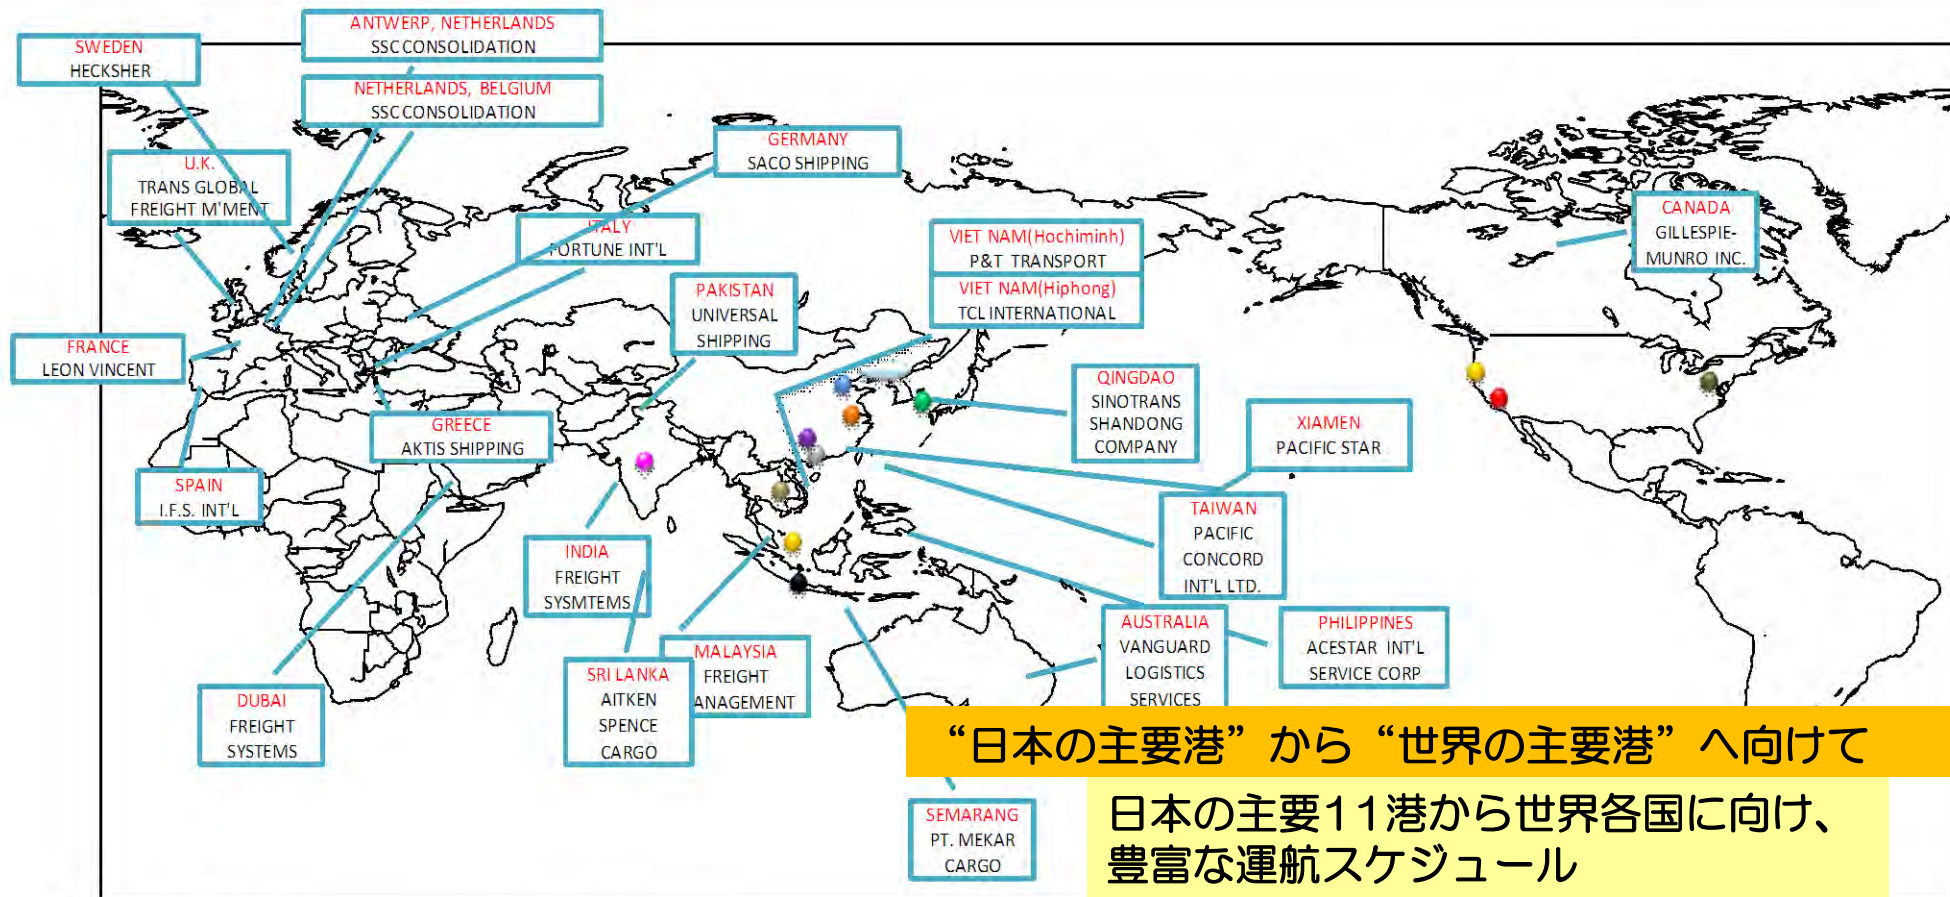 ANTWERP, NETHERLANDS
SSC CONSOLIDATION
SWEDEN
HECKSHER
NETHERLANDS, BELGIUM
SSC CONSOLIDATION
GERMANY
SACO SHIPPING
U.K.
TRANS GLOBAL
FREIGHT M'MENT
ITALY
FORTUNE INT'L
CANADA
GILLESPIE-
MUNRO INC.
VIET NAM(Hochiminh)
P&T TRANSPORT
VIET NAM(Hiphong)
TCL INTERNATIONAL
PAKISTAN
UNIVERSAL
SHIPPING
FRANCE
LEON VINCENT
QINGDAO
SINOTRANS
SHANDONG
COMPANY
XIAMEN
PACIFIC STAR
GREECE
AKTIS SHIPPING
SPAIN
I.F.S. INT'L
TAIWAN
PACIFIC
CONCORD
INT'L LTD.
INDIA
FREIGHT
SYSMTEMS
AUSTRALIA
VANGUARD
LOGISTICS
SERVICES
PHILIPPINES
ACESTAR INT'L
SERVICE CORP
MALAYSIA
FREIGHT
ANAGEMENT
SRI LANKA
AITKEN
SPENCE
CARGO
DUBAI
FREIGHT
SYSTEMS
“日本の主要港”から“世界の主要港”へ向けて
SEMARANG
PT. MEKAR
CARGO
日本の主要11港から世界各国に向け、
豊富な運航スケジュール